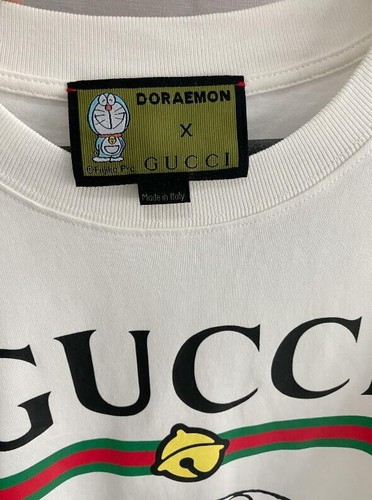 DORAEMON
X
GUCCI
©Fujiko Pro
Made in Italy
GUCCI